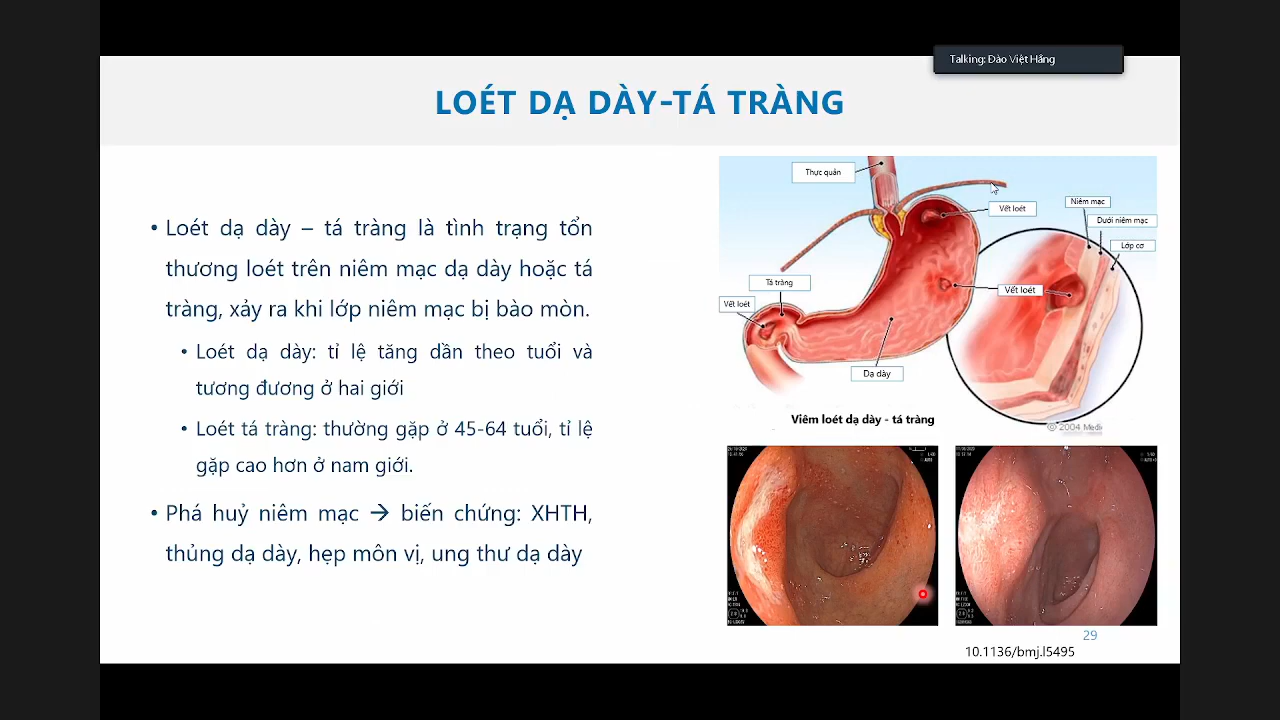 Talking: Đào Việt Hằng
LOÉT DẠ DÀY-TÁ TRÀNG
• Loét dạ dày – tá tràng là tình trạng tổn
thương loét trên niêm mạc dạ dày hoặc tá
tràng, xảy ra khi lớp niêm mạc bị bào mòn.
• Loét dạ dày: tỉ lệ tăng dần theo tuổi và
tương đương ở hai giới
• Loét tá tràng: thường gặp ở 45-64 tuổi, tỉ lệ
gặp cao hơn ở nam giới.
• Phá huỷ niêm mạc → biến chứng: XHTH,
thủng dạ dày, hẹp môn vị, ung thư dạ dày
Thực quản
Vết loét
Niêm mạc
Dưới niêm mạc
Lớp cơ
Tá tràng
Vết loét
Vết loét
Dạ dày
Viêm loét dạ dày - tá tràng
© 2004 Medi
29
10.1136/bmj.l5495